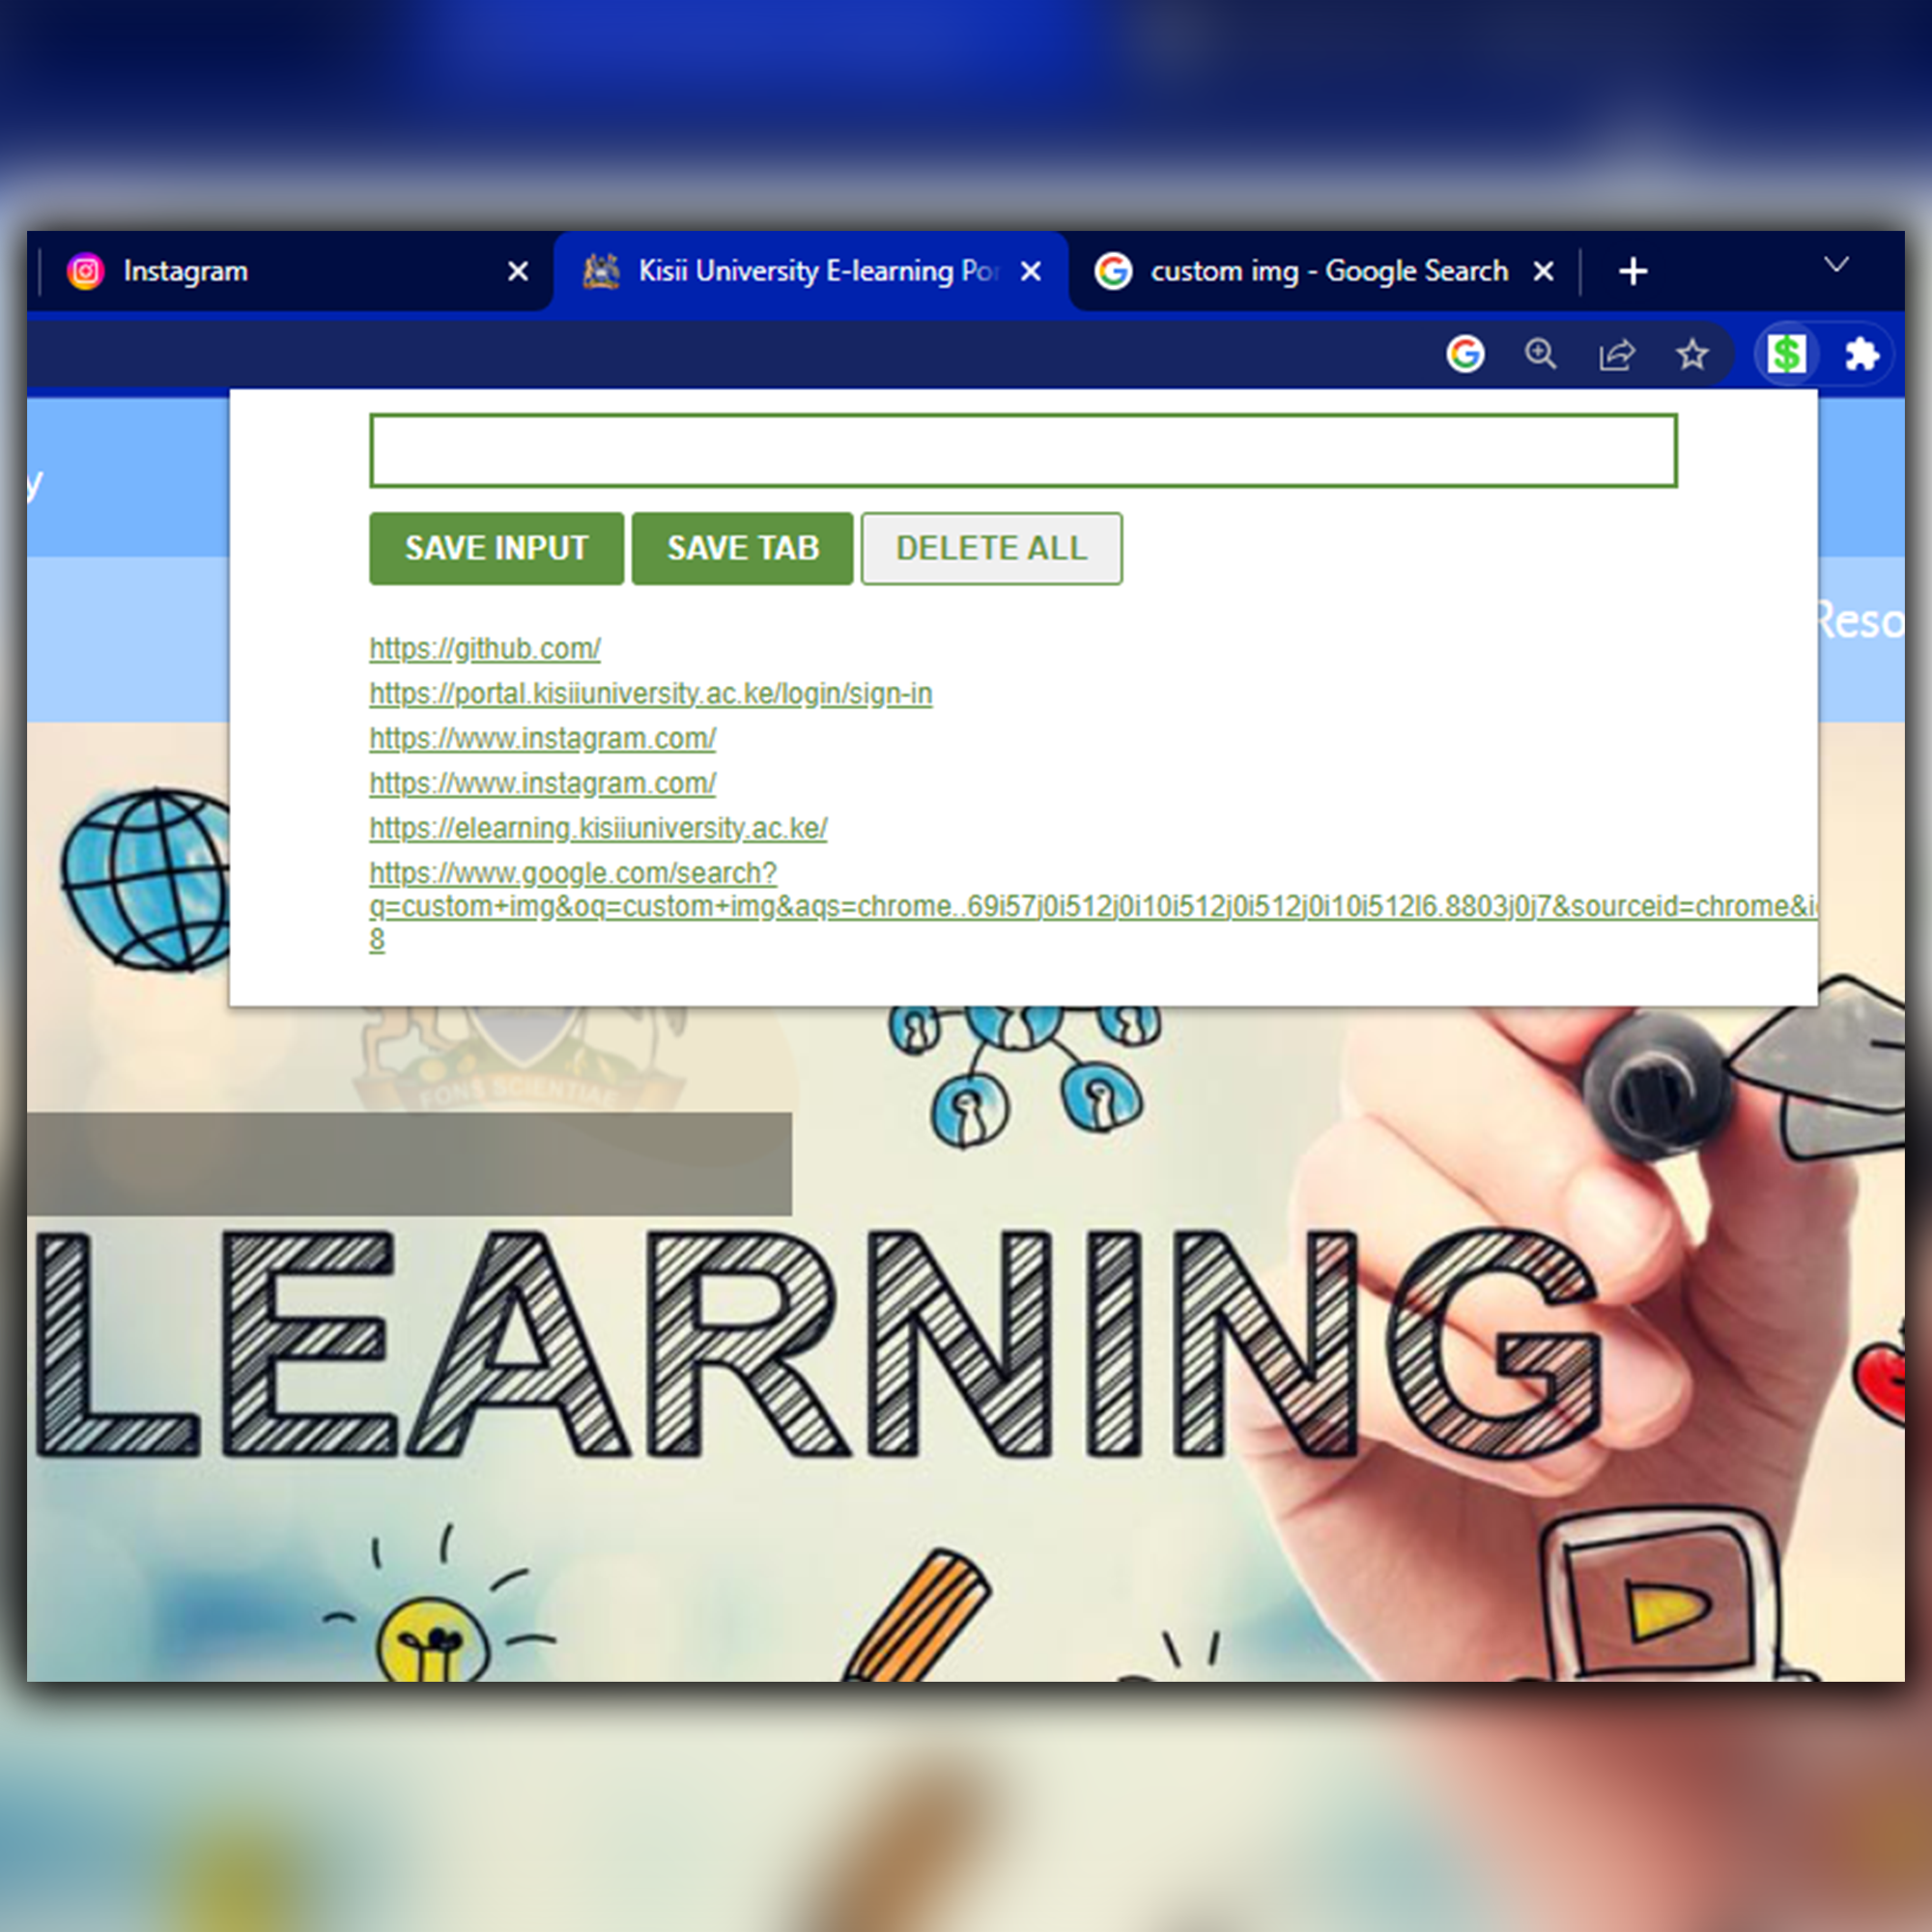 Instagram
Kisii University E-learning Por
custom img - Google Search
y
$
SAVE INPUT
SAVE TAB
DELETE ALL
Reso
https://github.com/
https://portal.kisiiuniversity.ac.ke/login/sign-in
https://www.instagram.com/
https://www.instagram.com/
https://elearning.kisiiuniversity.ac.ke/
https://www.google.com/search?
q=custom+img&oq=custom+img&aqs=chrome..69i57j0i512j0i10i512j0i512j0i10i512l6.8803j0j7&sourceid=chrome&i
8
FONS SCIENTIAE
LEARNING